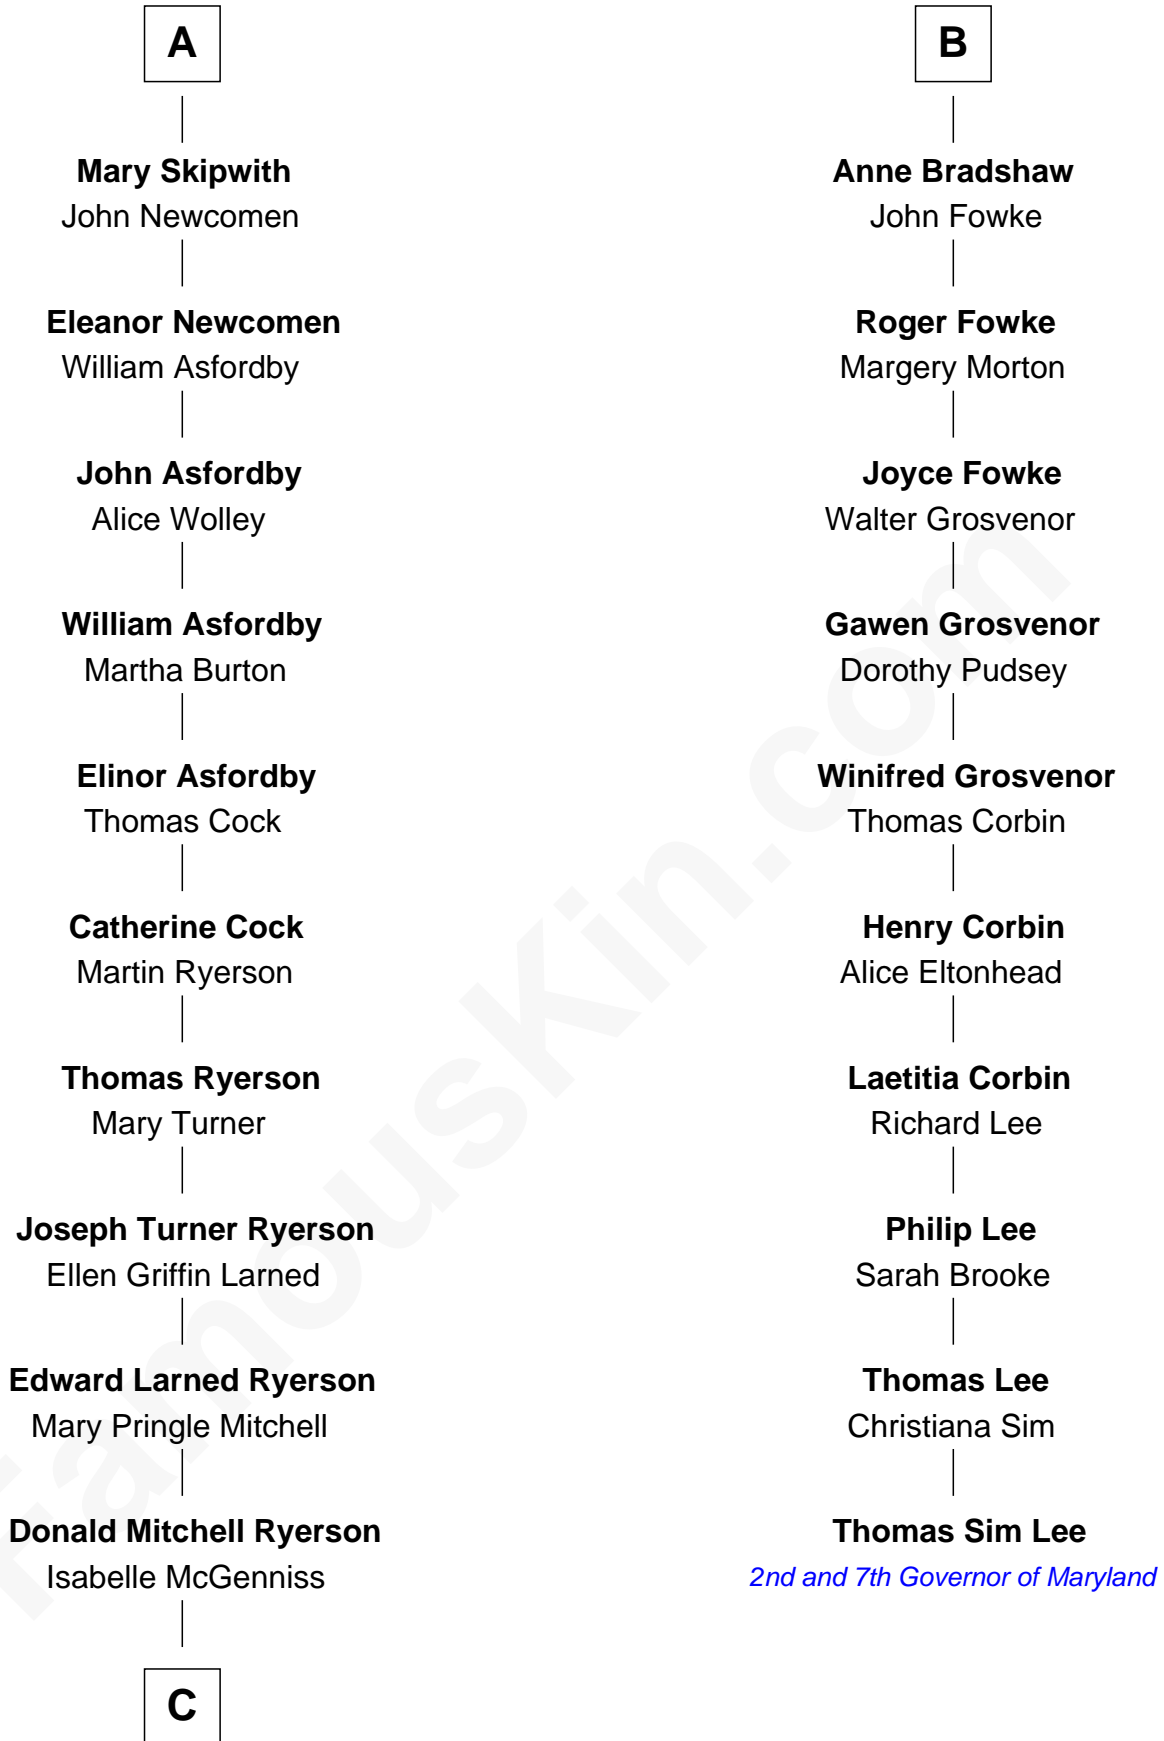 A
Mary Skipwith
John Newcomen
Eleanor Newcomen
William Asfordby
John Asfordby
Alice Wolley
William Asfordby
Martha Burton
Elinor Asfordby
Thomas Cock
Catherine Cock
Martin Ryerson
Thomas Ryerson
Mary Turner
Joseph Turner Ryerson
Ellen Griffin Larned
Edward Larned Ryerson
Mary Pringle Mitchell
Donald Mitchell Ryerson
Isabelle McGenniss
C
B
Anne Bradshaw
John Fowke
Roger Fowke
Margery Morton
Joyce Fowke
Walter Grosvenor
Gawen Grosvenor
Dorothy Pudsey
Winifred Grosvenor
Thomas Corbin
Henry Corbin
Alice Eltonhead
Laetitia Corbin
Richard Lee
Philip Lee
Sarah Brooke
Thomas Lee
Christiana Sim
Thomas Sim Lee
2nd and 7th Governor of Maryland
FamousKin.com